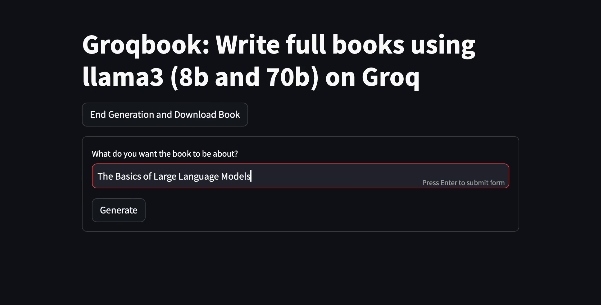 Groqbook: Write full books using
llama3 (8b and 70b) on Groq
End Generation and Download Book
What do you want the book to be about?
The Basics of Large Language Models
Press Enter to submit form
Generate